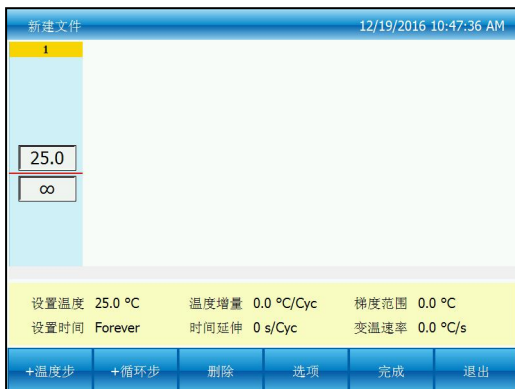 新建文件 12/19/2016 10:47:36 AM
1
25.0
∞
设置温度 25.0 °C 温度增量 0.0 °C/Cyc 梯度范围 0.0 °C
设置时间 Forever 时间延伸 0 s/Cyc 变温速率 0.0 °C/s
+温度步 +循环步 删除 选项 完成 退出